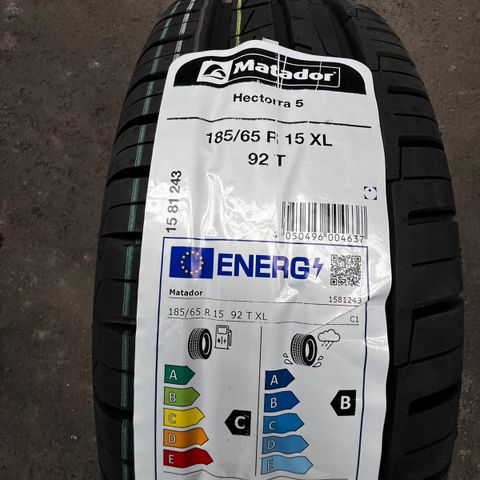 Matador
Hectorra 5
185/65 R 15 XL
92 T
15 81 243
4 050496 004637
ENERG
Matador 1581243
185/65 R 15 92 T XL C1
A A
B B
C C
D D
E E
C B